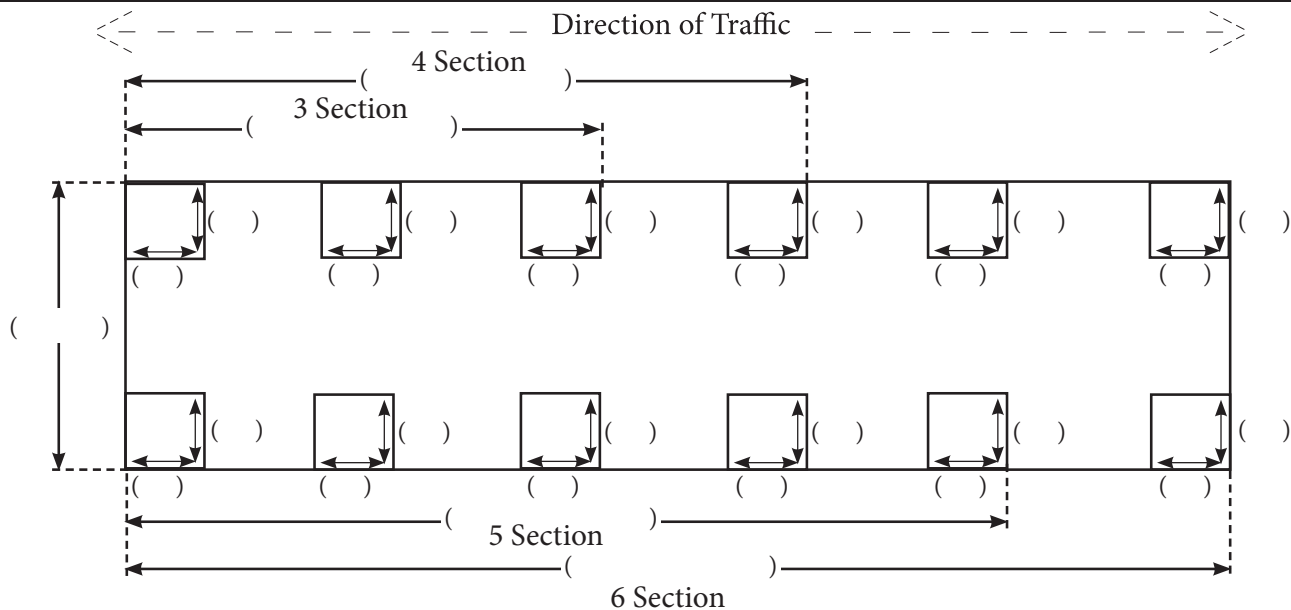 Direction of Traffic
4 Section
(                    )
3 Section
(                    )
(    ) (    ) (    ) (    ) (    ) (    )
(    ) (    ) (    ) (    ) (    ) (    )
(        )
(    ) (    ) (    ) (    ) (    ) (    )
(    ) (    ) (    ) (    ) (    ) (    )
(                    )
5 Section
(                    )
6 Section